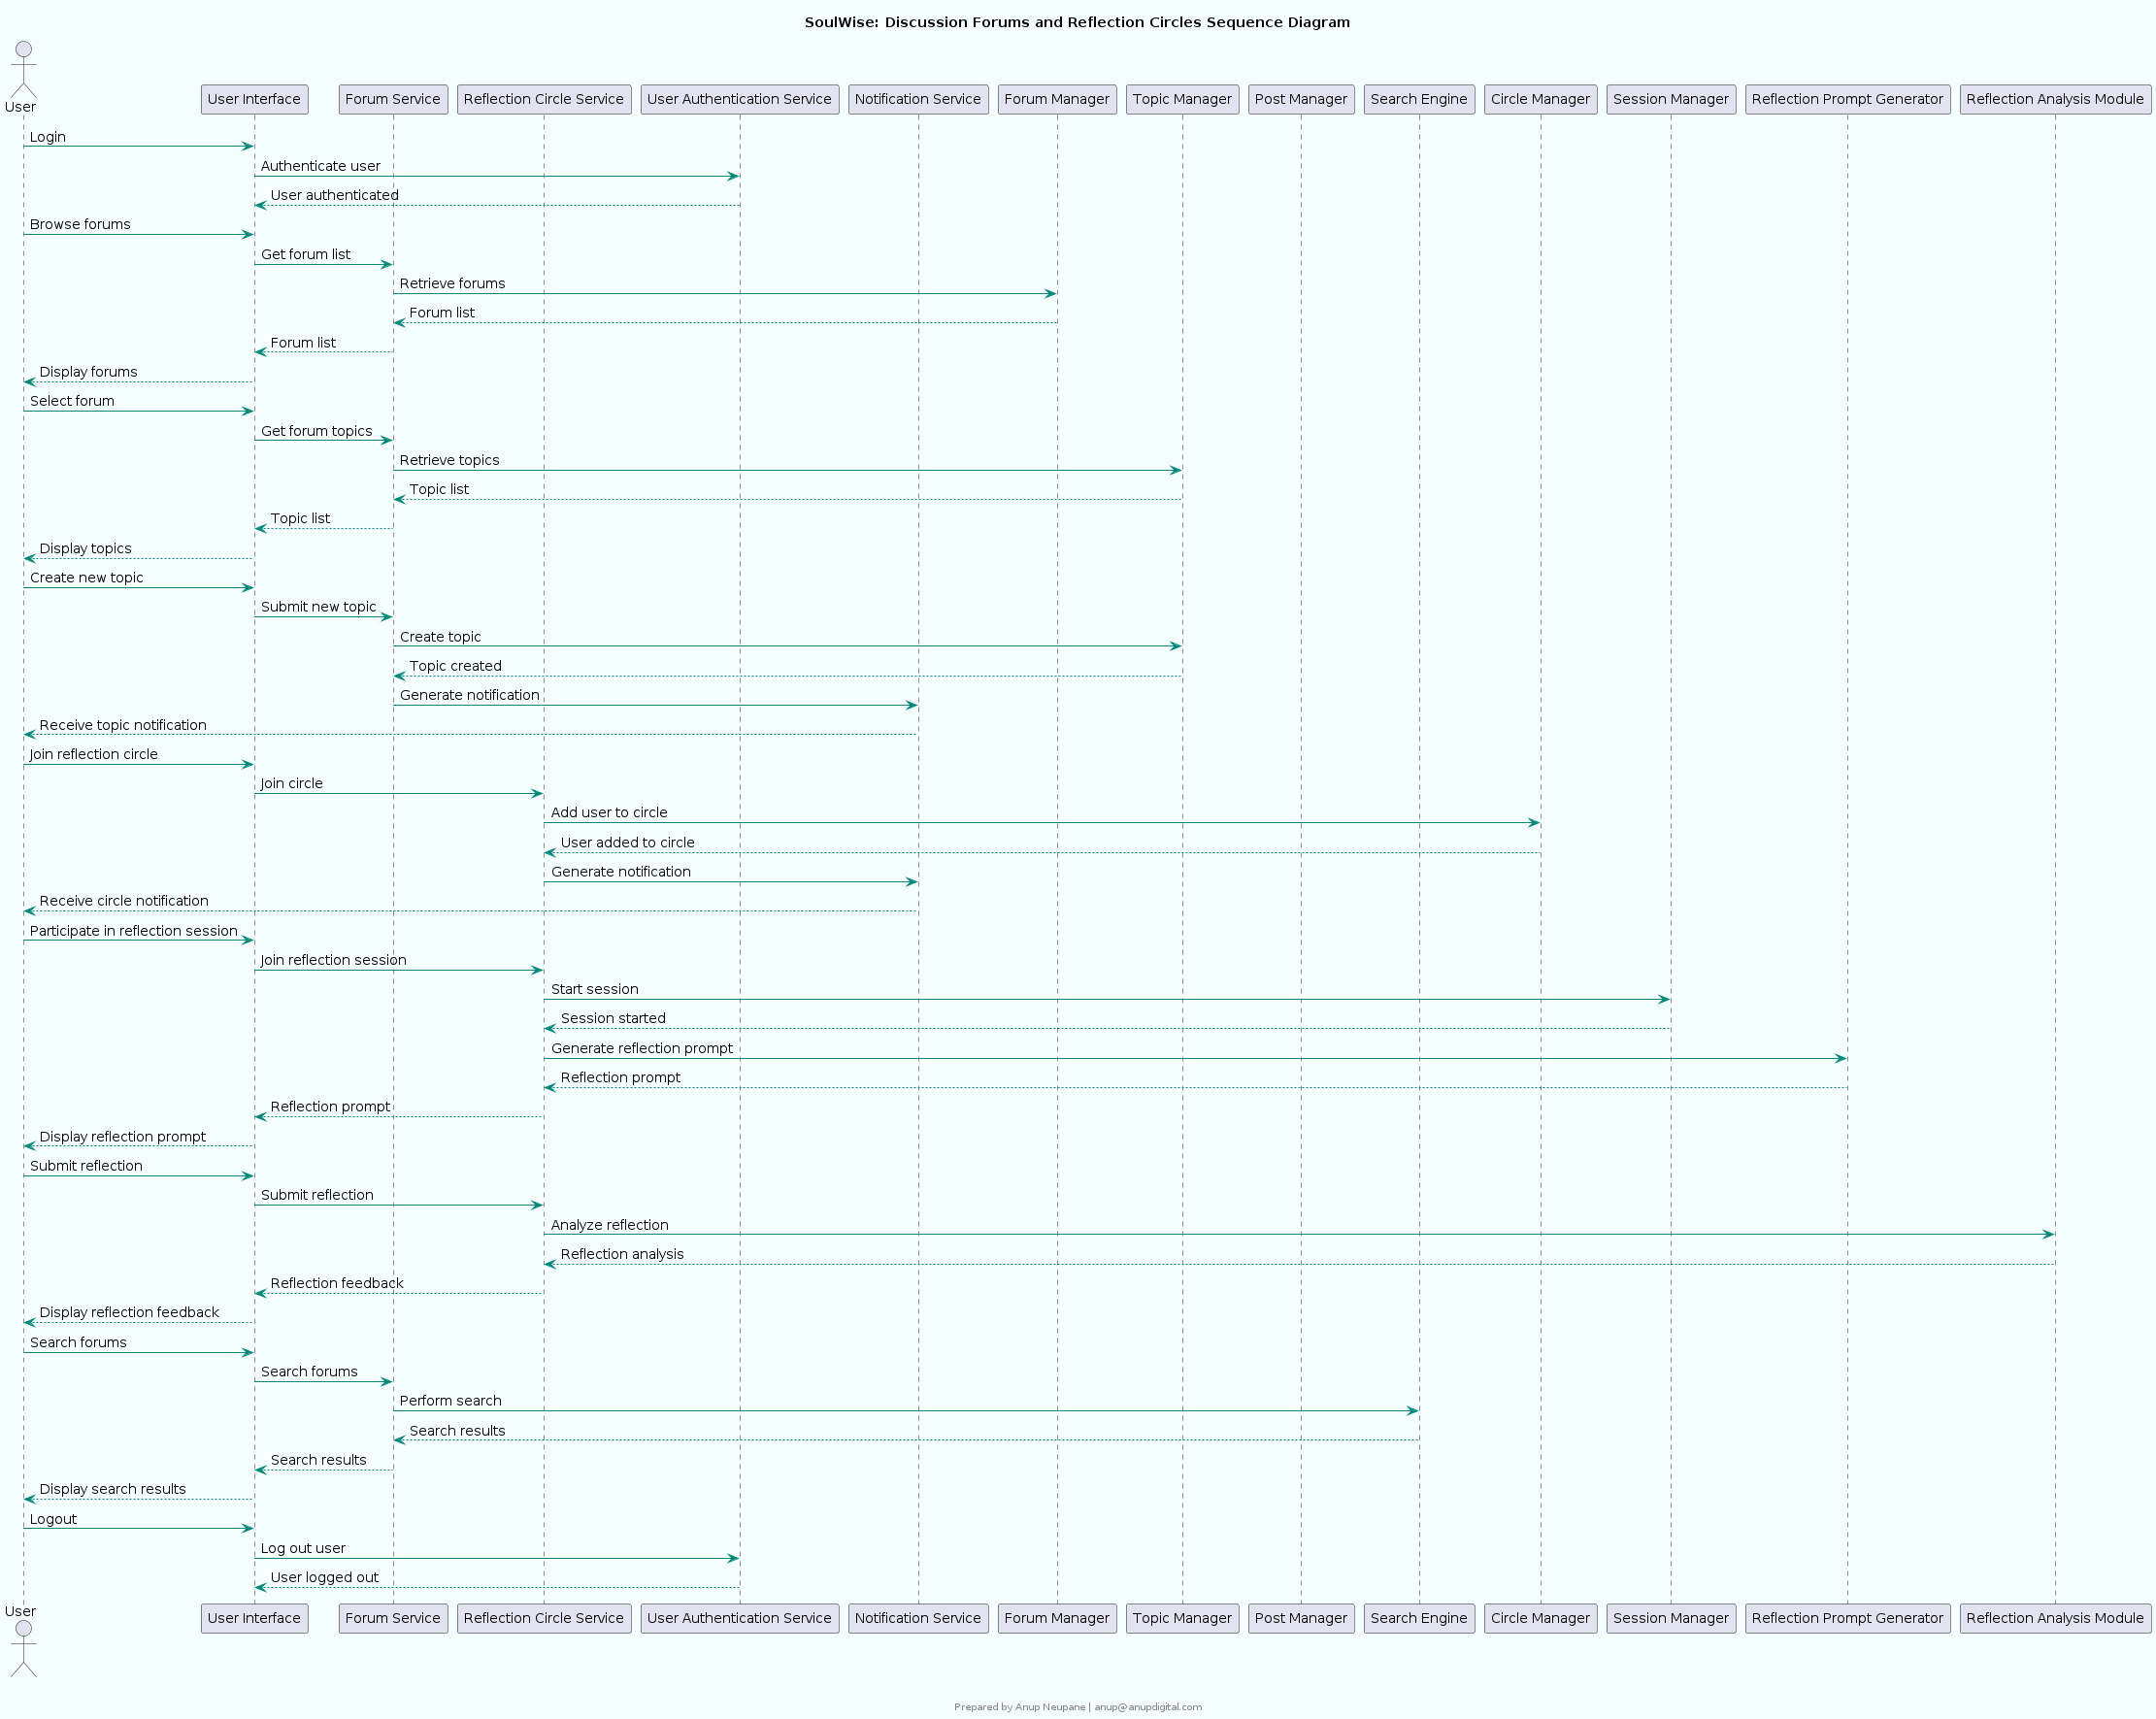 SoulWise: Discussion Forums and Reflection Circles Sequence Diagram
User
User Interface
Forum Service
Reflection Circle Service
User Authentication Service
Notification Service
Forum Manager
Topic Manager
Post Manager
Search Engine
Circle Manager
Session Manager
Reflection Prompt Generator
Reflection Analysis Module
Login
Authenticate user
User authenticated
Browse forums
Get forum list
Retrieve forums
Forum list
Forum list
Display forums
Select forum
Get forum topics
Retrieve topics
Topic list
Topic list
Display topics
Create new topic
Submit new topic
Create topic
Topic created
Generate notification
Receive topic notification
Join reflection circle
Join circle
Add user to circle
User added to circle
Generate notification
Receive circle notification
Participate in reflection session
Join reflection session
Start session
Session started
Generate reflection prompt
Reflection prompt
Reflection prompt
Display reflection prompt
Submit reflection
Submit reflection
Analyze reflection
Reflection analysis
Reflection feedback
Display reflection feedback
Search forums
Search forums
Perform search
Search results
Search results
Display search results
Logout
Log out user
User logged out
User
User Interface
Forum Service
Reflection Circle Service
User Authentication Service
Notification Service
Forum Manager
Topic Manager
Post Manager
Search Engine
Circle Manager
Session Manager
Reflection Prompt Generator
Reflection Analysis Module
Prepared by Anup Neupane | anup@anupdigital.com